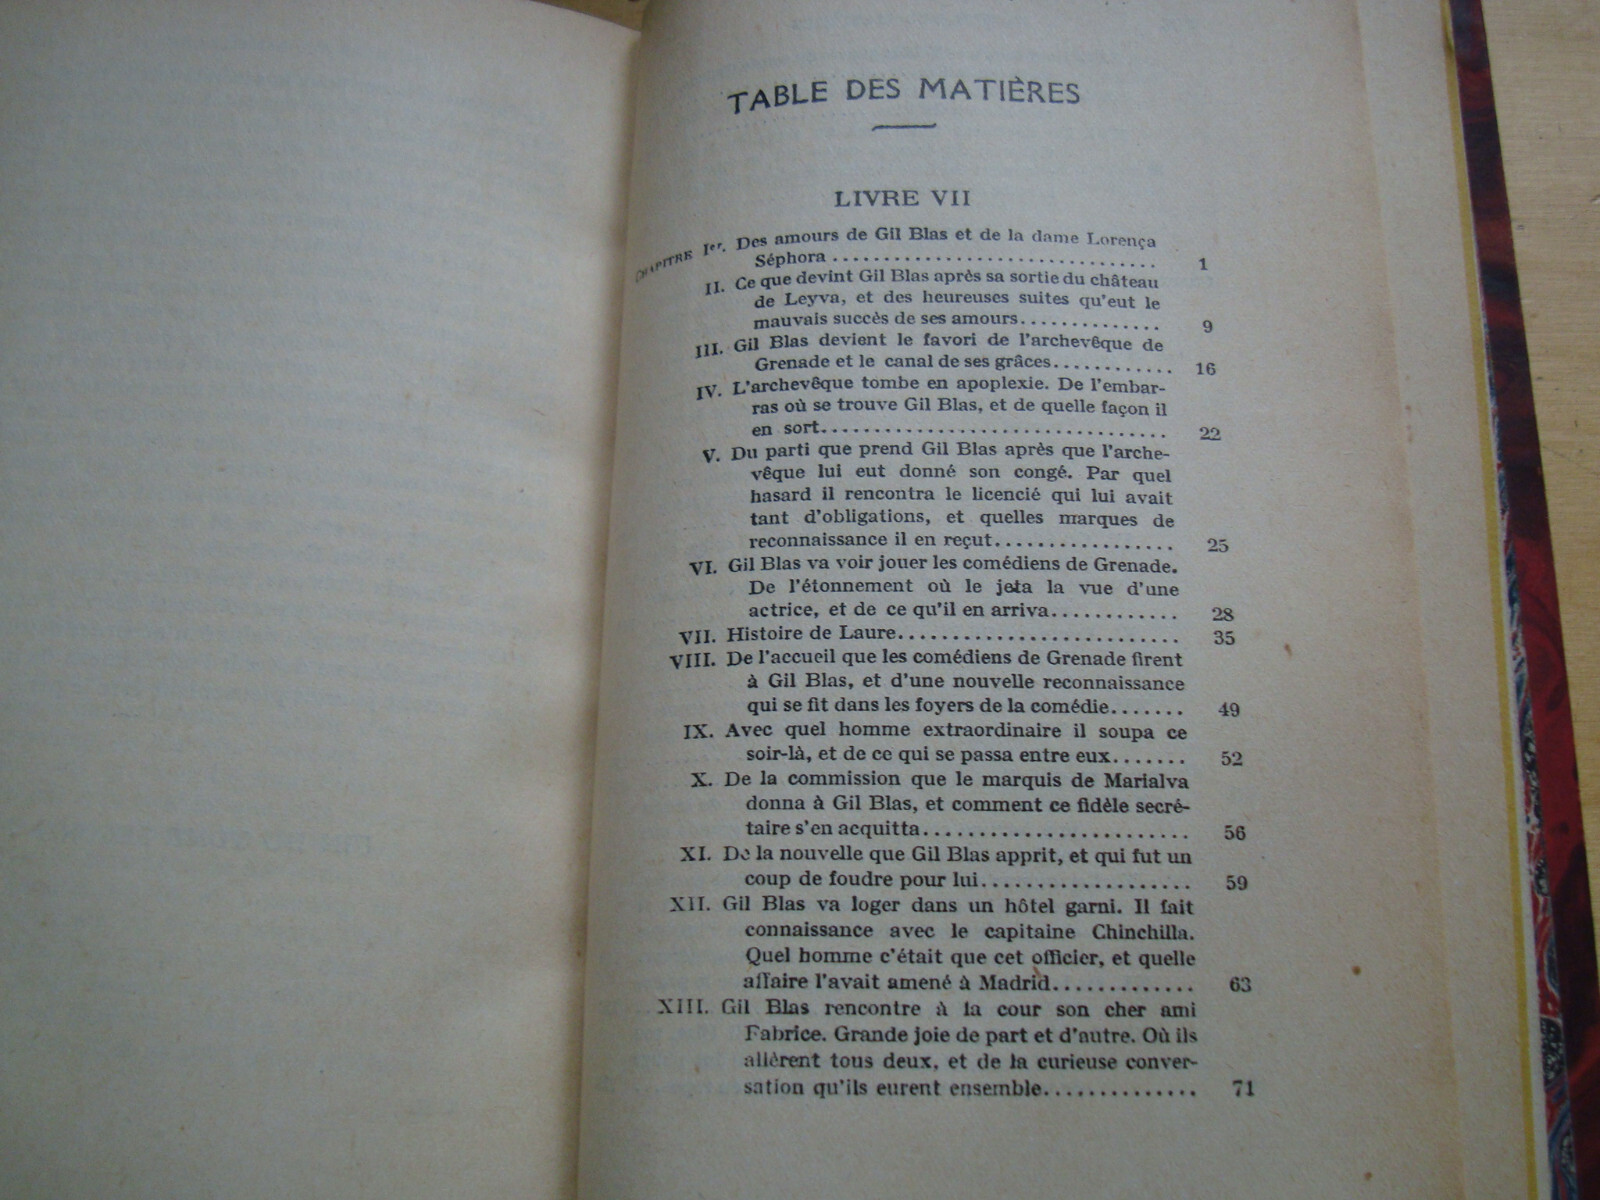 TABLE DES MATIÈRES
LIVRE VII
CHAPITRE Ier. Des amours de Gil Blas et de la dame Lorença
Séphora ............................... 1
II. Ce que devint Gil Blas après sa sortie du château
de Leyva, et des heureuses suites qu'eut le
mauvais succès de ses amours.............. 9
III. Gil Blas devient le favori de l'archevêque de
Grenade et le canal de ses grâces............ 16
IV. L'archevêque tombe en apoplexie. De l'embar-
ras où se trouve Gil Blas, et de quelle façon il
en sort................................. 22
V. Du parti que prend Gil Blas après que l'arche-
vêque lui eut donné son congé. Par quel
hasard il rencontra le licencié qui lui avait
tant d'obligations, et quelles marques de
reconnaissance il en reçut................. 25
VI. Gil Blas va voir jouer les comédiens de Grenade.
De l'étonnement où le jeta la vue d'une
actrice, et de ce qu'il en arriva............ 28
VII. Histoire de Laure.......................... 35
VIII. De l'accueil que les comédiens de Grenade firent
à Gil Blas, et d'une nouvelle reconnaissance
qui se fit dans les foyers de la comédie....... 49
IX. Avec quel homme extraordinaire il soupa ce
soir-là, et de ce qui se passa entre eux....... 52
X. De la commission que le marquis de Marialva
donna à Gil Blas, et comment ce fidèle secré-
taire s'en acquitta........................ 56
XI. De la nouvelle que Gil Blas apprit, et qui fut un
coup de foudre pour lui................... 59
XII. Gil Blas va loger dans un hôtel garni. Il fait
connaissance avec le capitaine Chinchilla.
Quel homme c'était que cet officier, et quelle
affaire l'avait amené à Madrid............. 63
XIII. Gil Blas rencontre à la cour son cher ami
Fabrice. Grande joie de part et d'autre. Où ils
allèrent tous deux, et de la curieuse conver-
sation qu'ils eurent ensemble.............. 71